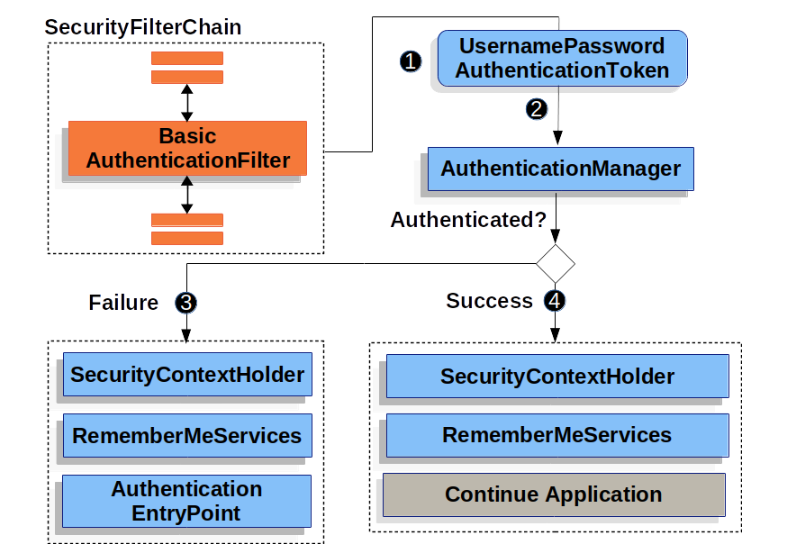 SecurityFilterChain
Basic
AuthenticationFilter
1
UsernamePassword
AuthenticationToken
2
AuthenticationManager
Authenticated?
Failure 3
SecurityContextHolder
RememberMeServices
Authentication
EntryPoint
Success 4
SecurityContextHolder
RememberMeServices
Continue Application